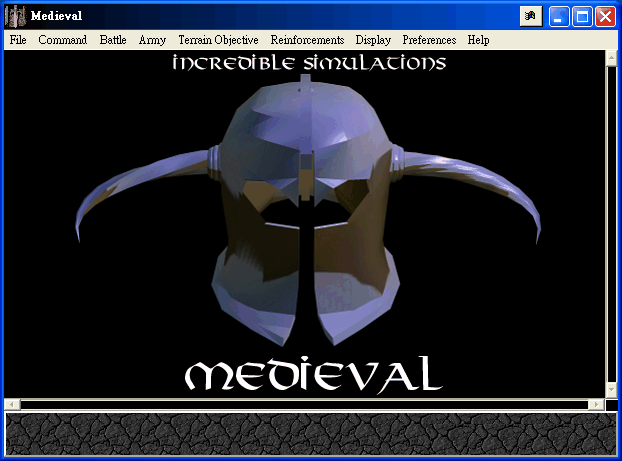 Medieval
File Command Battle Army Terrain Objective Reinforcements Display Preferences Help
INCREDIBLE SIMULATIONS
MEDIEVAL